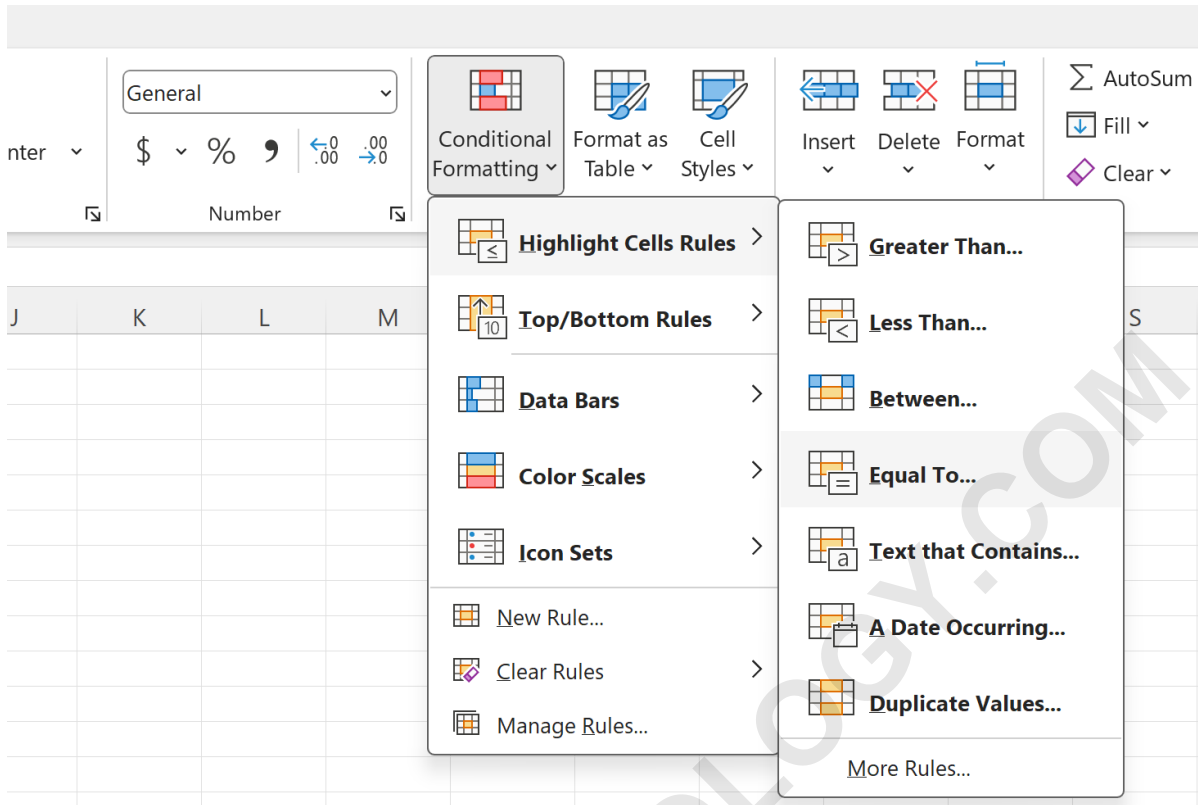 General
nter
$ % , ←0 .00 .00 →0
Number
Conditional
Formatting
Format as
Table
Cell
Styles
Insert
Delete
Format
∑ AutoSum
Fill
Clear
J K L M S
≤ Highlight Cells Rules
10 Top/Bottom Rules
Data Bars
Color Scales
Icon Sets
New Rule...
Clear Rules
Manage Rules...
> Greater Than...
< Less Than...
Between...
= Equal To...
a Text that Contains...
A Date Occurring...
Duplicate Values...
More Rules...
OLOGY.COM